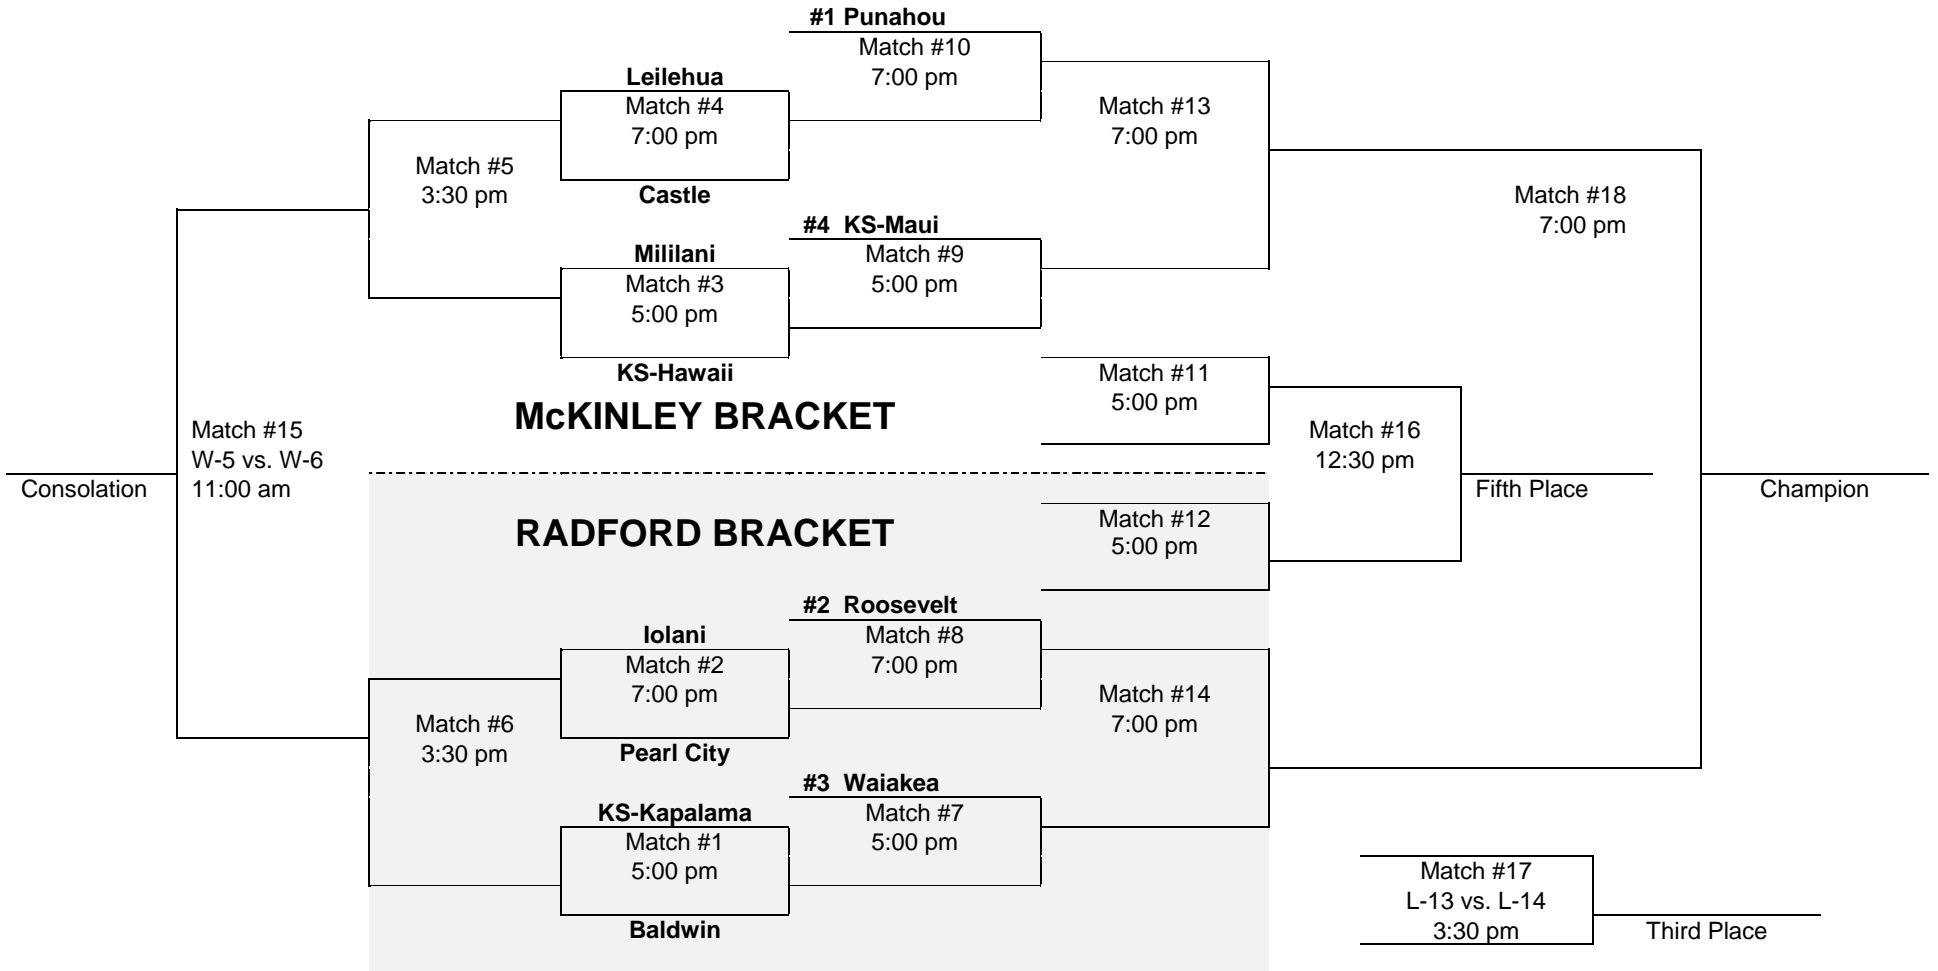 #1 Punahou
Match #10
7:00 pm
Leilehua
Match #4
7:00 pm
Match #13
7:00 pm
Match #5
3:30 pm
Castle
Match #18
7:00 pm
#4 KS-Maui
Mililani
Match #9
5:00 pm
Match #3
5:00 pm
KS-Hawaii
Match #11
5:00 pm
McKINLEY BRACKET
Match #15
W-5 vs. W-6
11:00 am
Match #16
12:30 pm
Consolation
Fifth Place
Champion
RADFORD BRACKET
Match #12
5:00 pm
#2 Roosevelt
Iolani
Match #8
7:00 pm
Match #2
7:00 pm
Match #14
7:00 pm
Match #6
3:30 pm
Pearl City
#3 Waiakea
KS-Kapalama
Match #7
5:00 pm
Match #1
5:00 pm
Baldwin
Match #17
L-13 vs. L-14
3:30 pm
Third Place